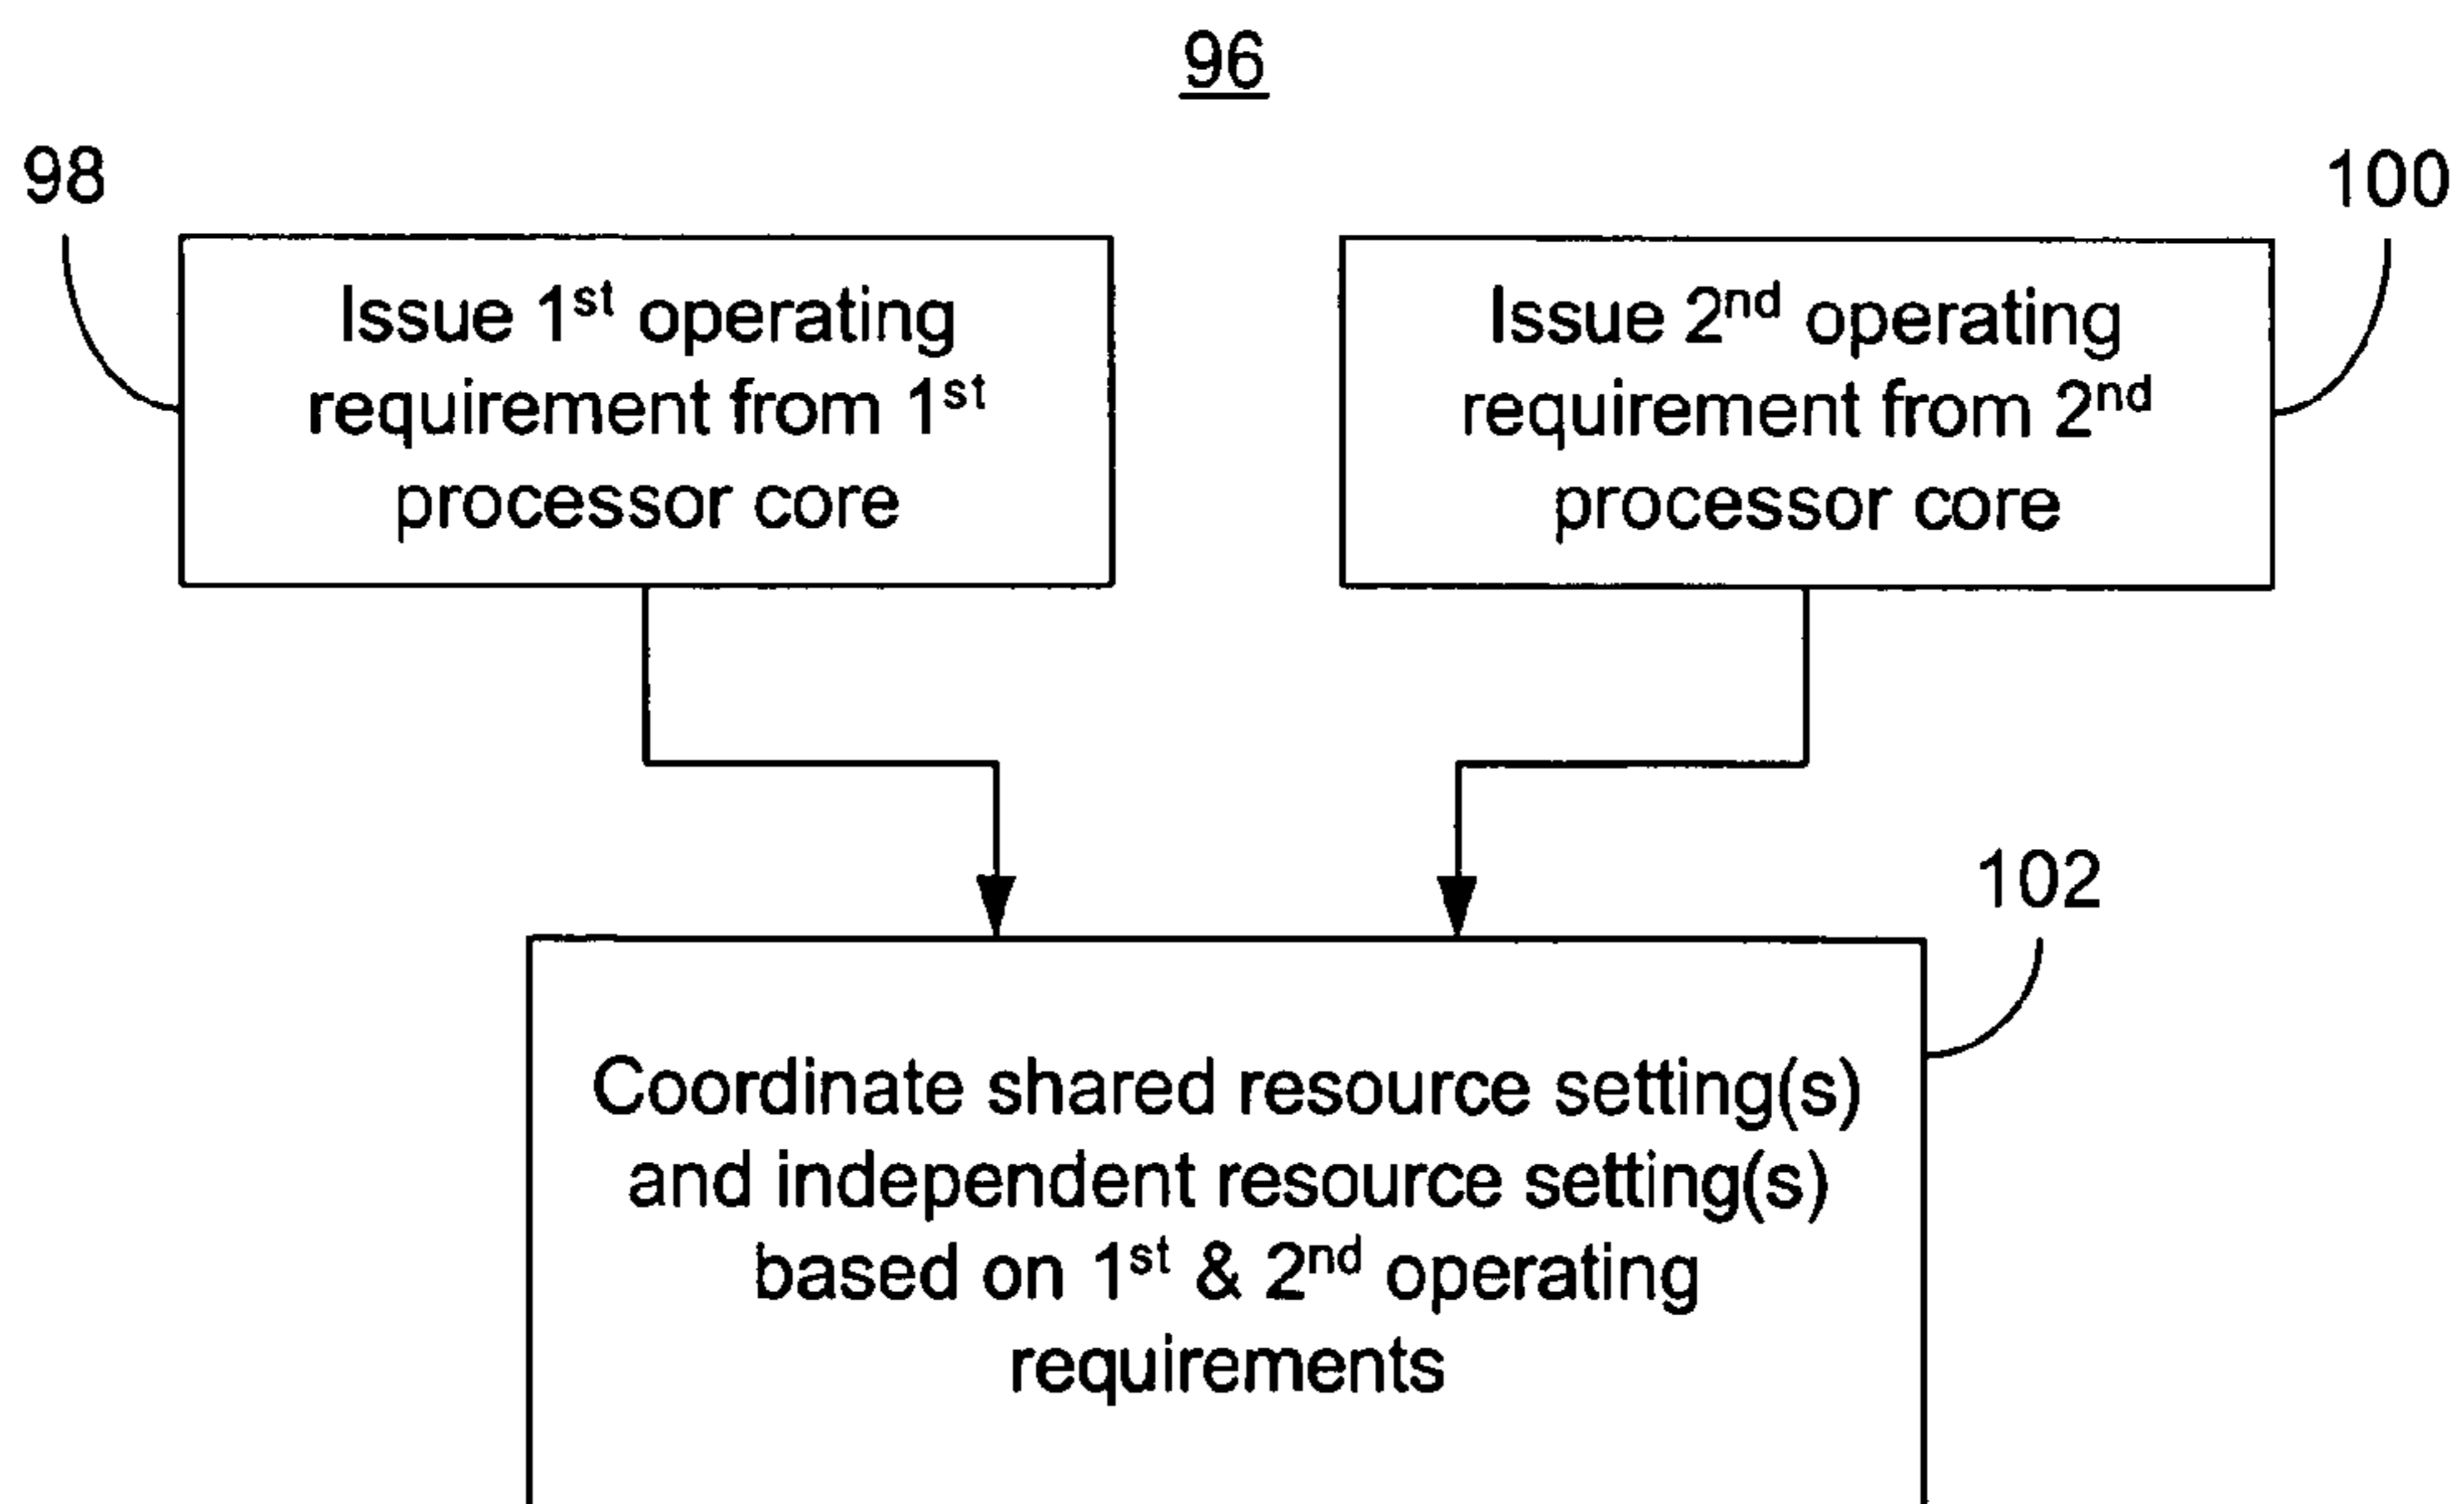 96
98
100
Issue 1st operating
requirement from 1st
processor core
Issue 2nd operating
requirement from 2nd
processor core
102
Coordinate shared resource setting(s)
and independent resource setting(s)
based on 1st & 2nd operating
requirements